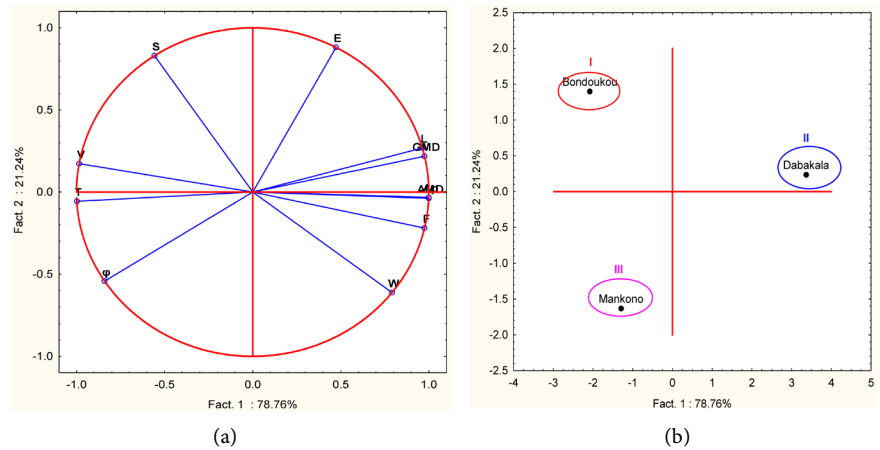 1.0
0.5
0.0
-0.5
-1.0
Fact. 2 : 21.24%
S
E
V
GMD
T
F
φ
W
-1.0 -0.5 0.0 0.5 1.0
Fact. 1 : 78.76%
(a)
2.5
2.0
1.5
1.0
0.5
0.0
-0.5
-1.0
-1.5
-2.0
-2.5
Fact. 2 : 21.24%
I
Bondoukou
II
Dabakala
III
Mankono
-4 -3 -2 -1 0 1 2 3 4 5
Fact. 1 : 78.76%
(b)